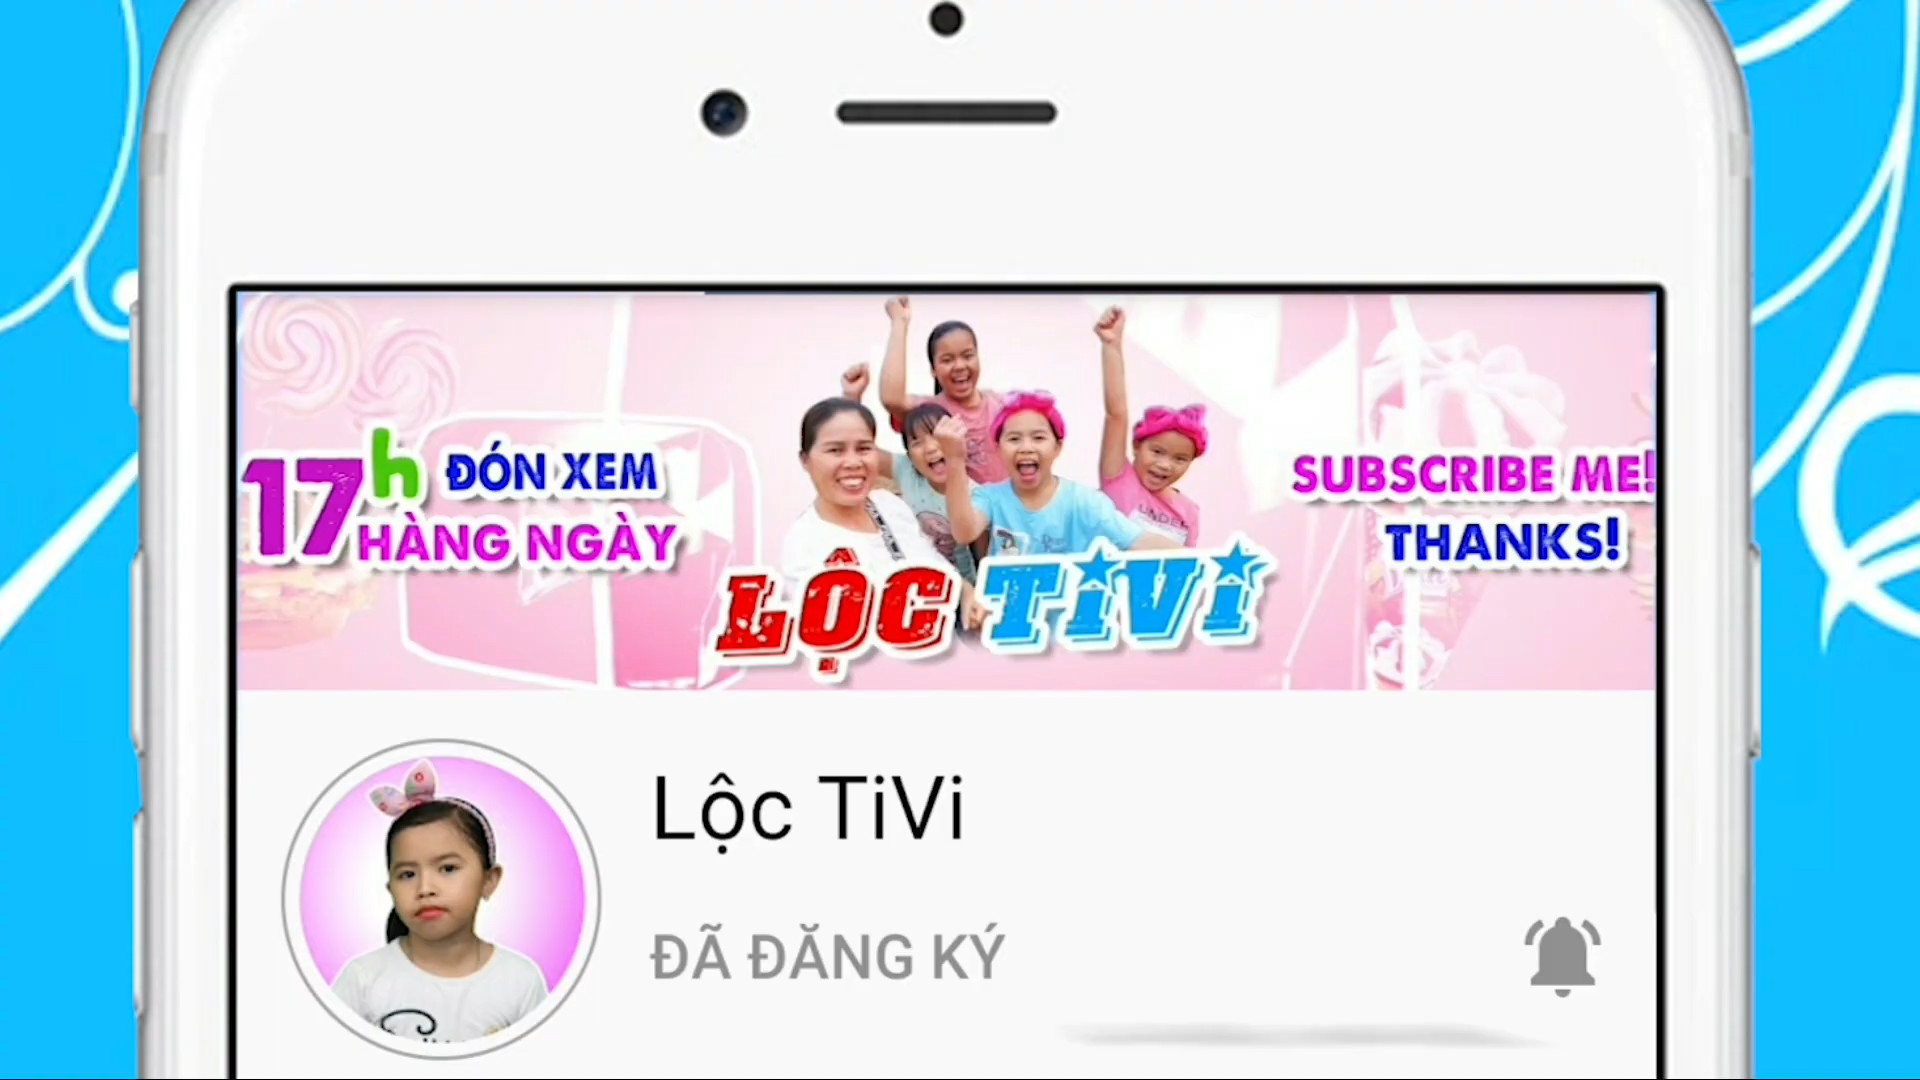 17h ĐÓN XEM
HÀNG NGÀY
SUBSCRIBE ME!
THANKS!
LỘC TiVi
Lộc TiVi
ĐÃ ĐĂNG KÝ